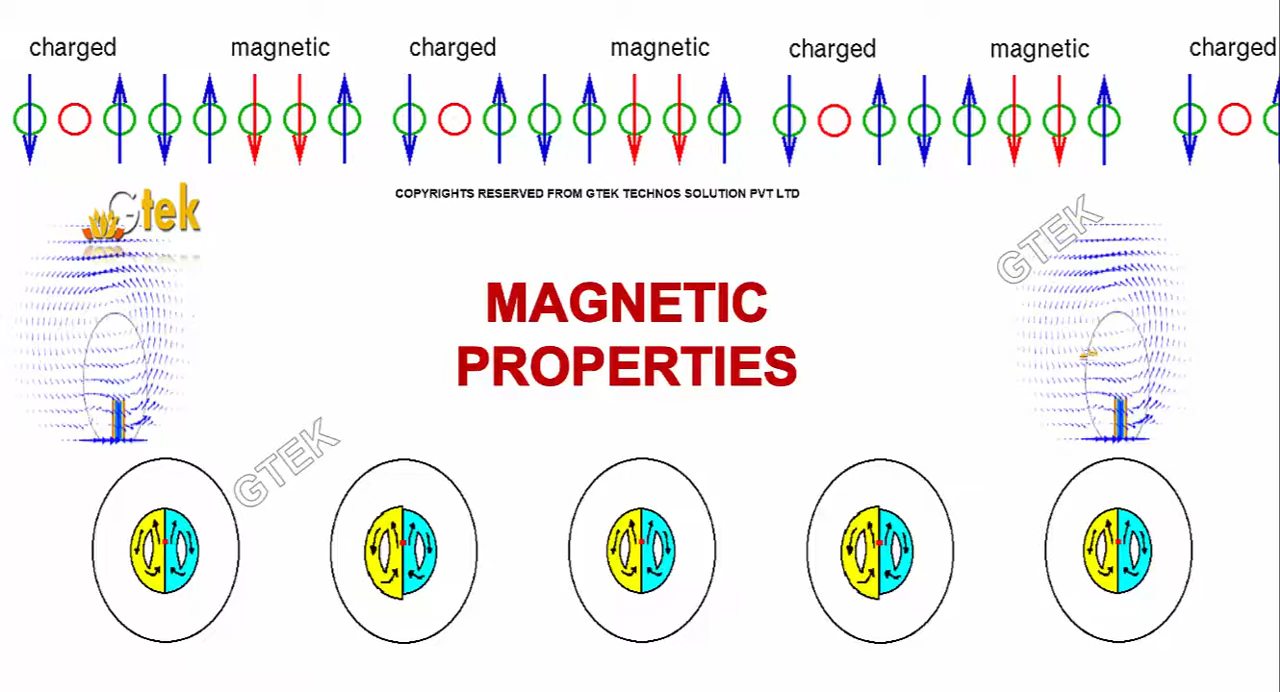 charged magnetic charged magnetic charged magnetic charged
COPYRIGHTS RESERVED FROM GTEK TECHNOS SOLUTION PVT LTD
Gtek
GTEK
MAGNETIC
PROPERTIES
GTEK